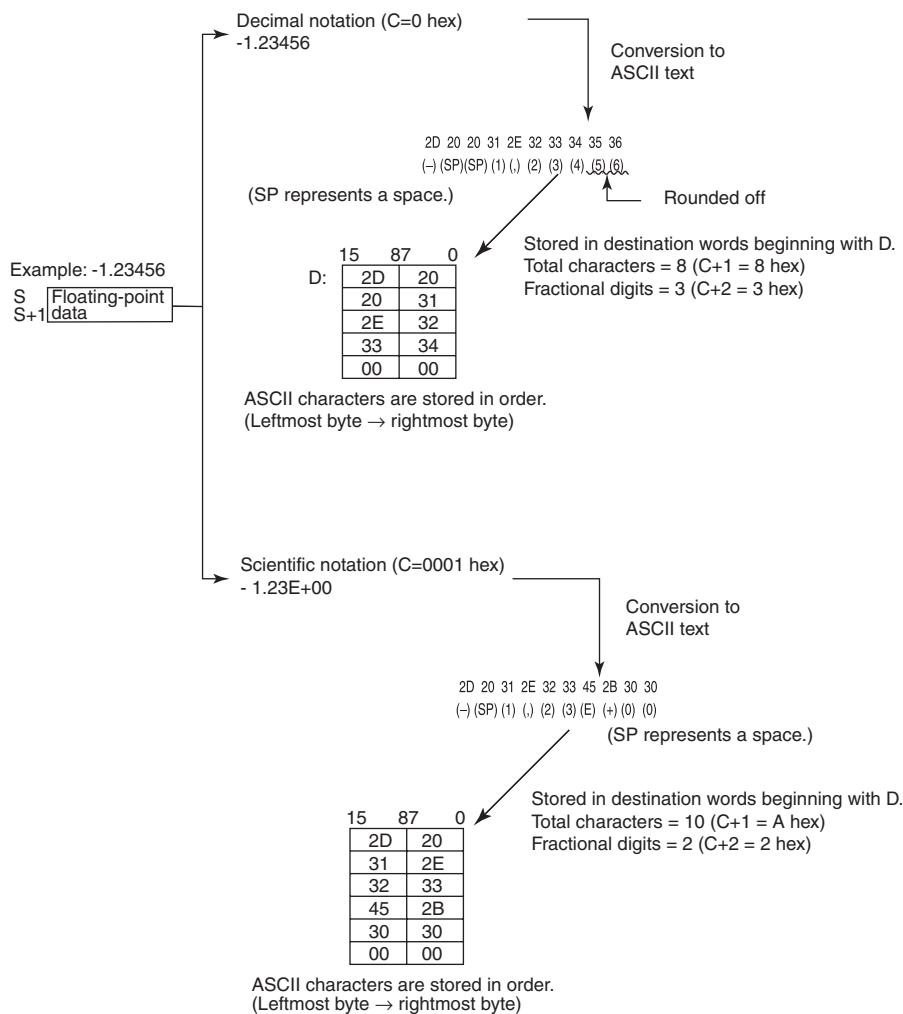 Decimal notation (C=0 hex)
-1.23456
Conversion to
ASCII text
2D 20 20 31 2E 32 33 34 35 36
(–) (SP)(SP) (1) (,) (2) (3) (4) (5) (6)
(SP represents a space.)
Rounded off
Stored in destination words beginning with D.
Total characters = 8 (C+1 = 8 hex)
Fractional digits = 3 (C+2 = 3 hex)
Example: -1.23456
S Floating-point
S+1 data
15 87 0
D: 2D 20
20 31
2E 32
33 34
00 00
ASCII characters are stored in order.
(Leftmost byte → rightmost byte)
Scientific notation (C=0001 hex)
- 1.23E+00
Conversion to
ASCII text
2D 20 31 2E 32 33 45 2B 30 30
(–) (SP) (1) (,) (2) (3) (E) (+) (0) (0)
(SP represents a space.)
Stored in destination words beginning with D.
Total characters = 10 (C+1 = A hex)
Fractional digits = 2 (C+2 = 2 hex)
15 87 0
2D 20
31 2E
32 33
45 2B
30 30
00 00
ASCII characters are stored in order.
(Leftmost byte → rightmost byte)